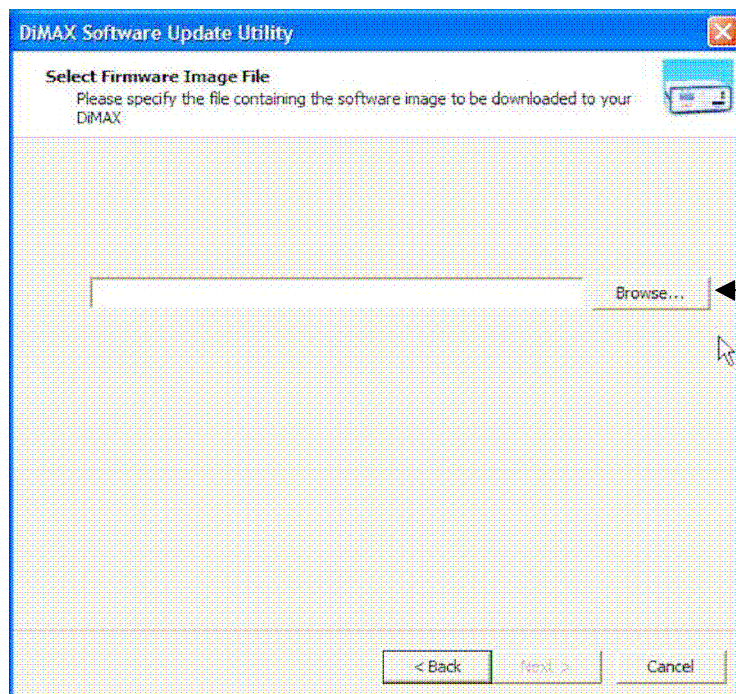 DiMAX Software Update Utility
Select Firmware Image File
Please specify the file containing the software image to be downloaded to your
DiMAX
Browse...
< Back
Next >
Cancel